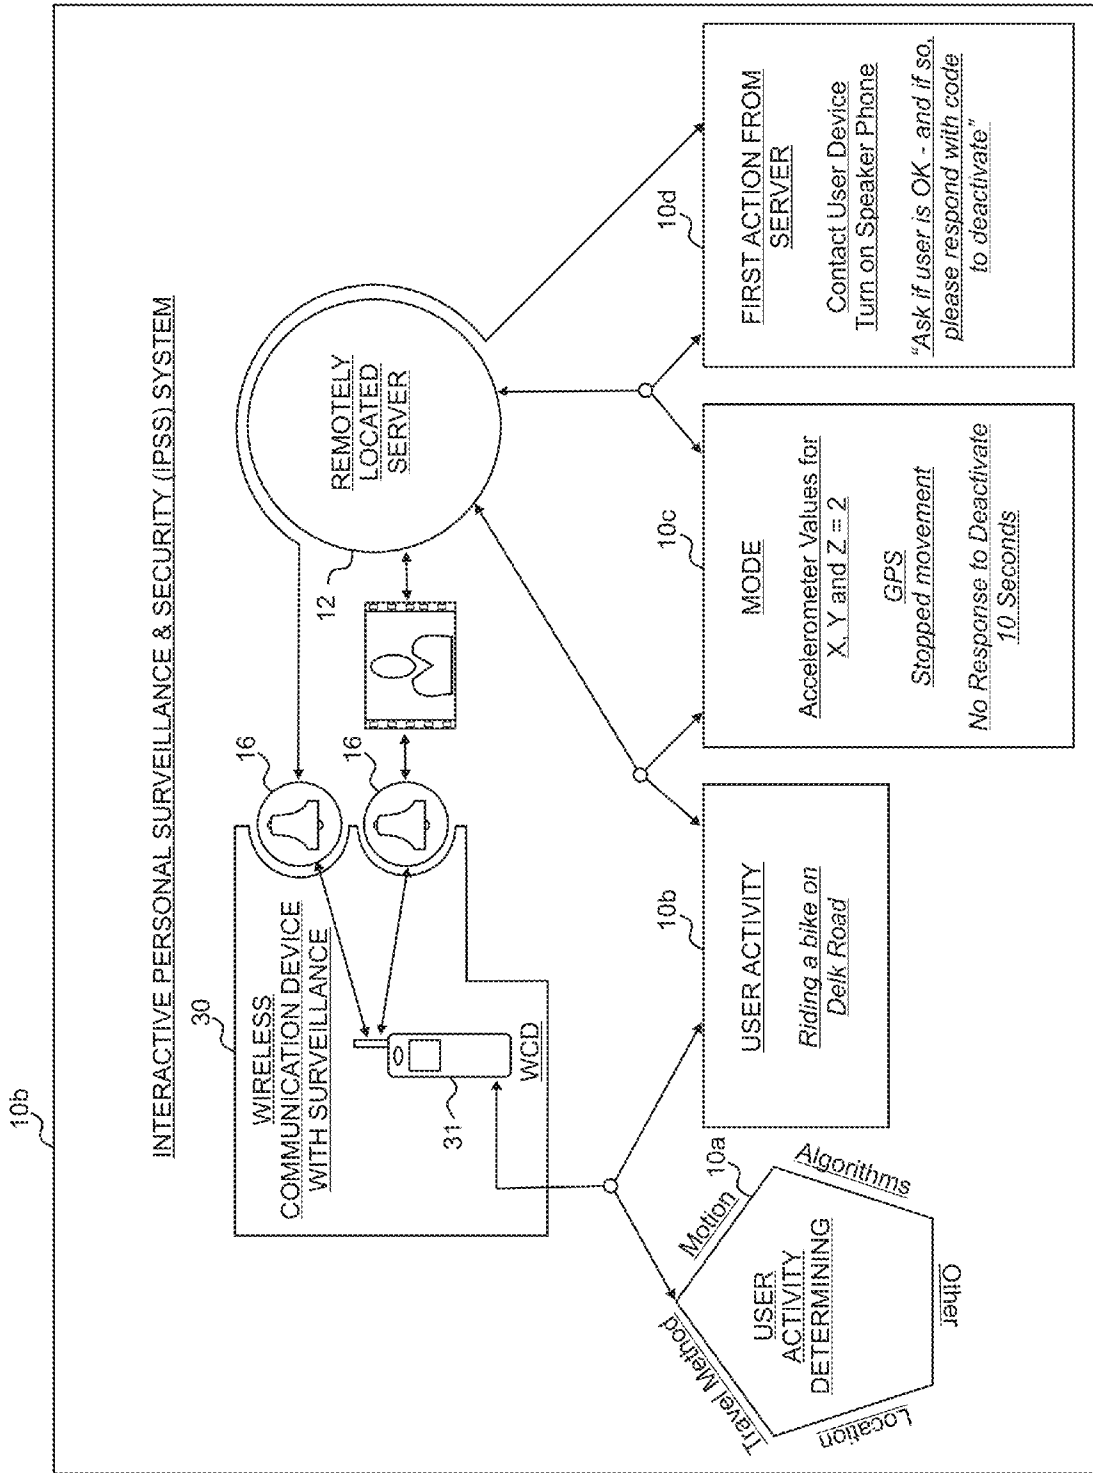 10b
INTERACTIVE PERSONAL SURVEILLANCE & SECURITY (IPSS) SYSTEM
30
WIRELESS
COMMUNICATION DEVICE
WITH SURVEILLANCE
31
WCD
16
16
12
REMOTELY
LOCATED
SERVER
10a
USER
ACTIVITY
DETERMINING
Travel Method
Motion
Algorithms
Other
Location
10b
USER ACTIVITY
Riding a bike on
Delk Road
10c
MODE
Accelerometer Values for
X, Y and Z = 2
GPS
Stopped movement
No Response to Deactivate
10 Seconds
10d
FIRST ACTION FROM
SERVER
Contact User Device
Turn on Speaker Phone
“Ask if user is OK - and if so,
please respond with code
to deactivate”